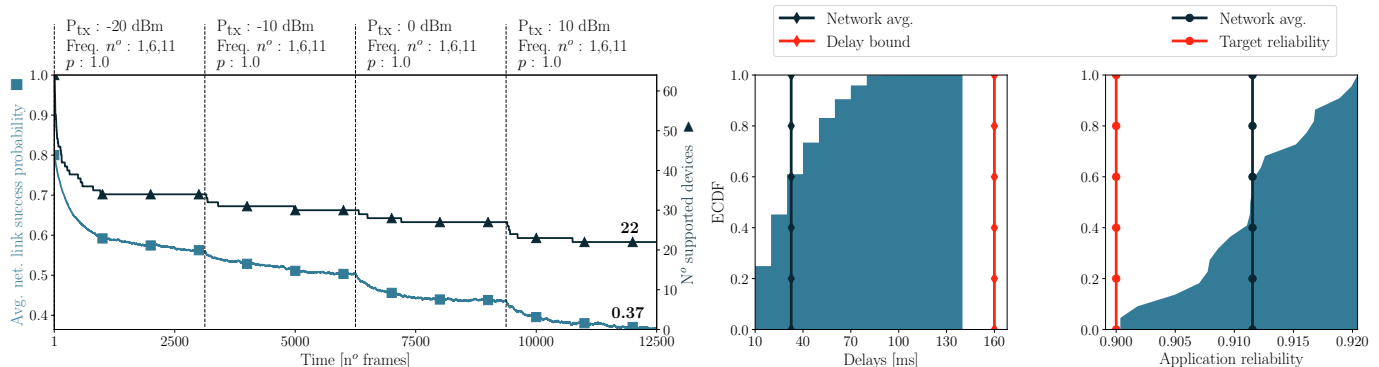 P_tx : -20 dBm
Freq. nº : 1,6,11
p : 1.0
P_tx : -10 dBm
Freq. nº : 1,6,11
p : 1.0
P_tx : 0 dBm
Freq. nº : 1,6,11
p : 1.0
P_tx : 10 dBm
Freq. nº : 1,6,11
p : 1.0
Avg. net. link success probability
1.0
0.9
0.8
0.7
0.6
0.5
0.4
22
0.37
60
50
40
30
20
10
0
Nº supported devices
1 2500 5000 7500 10000 12500
Time [nº frames]
Network avg.
Delay bound
Network avg.
Target reliability
ECDF
1.0
0.8
0.6
0.4
0.2
0.0
10 40 70 100 130 160
Delays [ms]
1.0
0.8
0.6
0.4
0.2
0.0
0.900 0.905 0.910 0.915 0.920
Application reliability